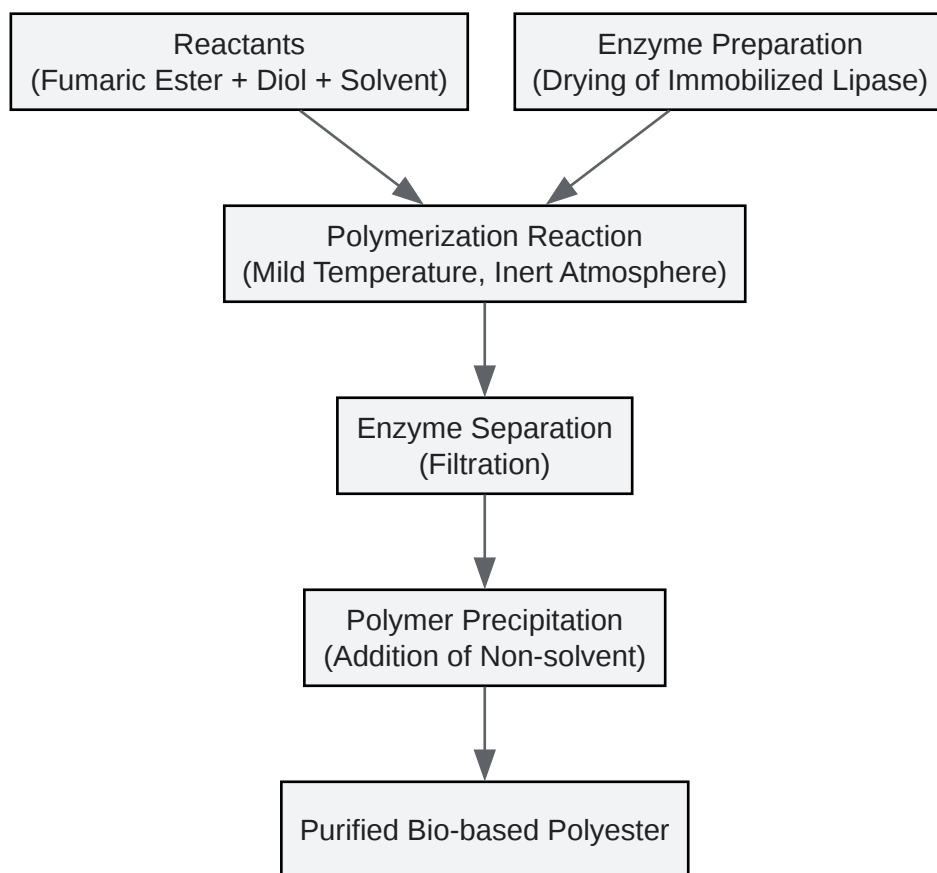 Reactants
(Fumaric Ester + Diol + Solvent)
Enzyme Preparation
(Drying of Immobilized Lipase)
Polymerization Reaction
(Mild Temperature, Inert Atmosphere)
Enzyme Separation
(Filtration)
Polymer Precipitation
(Addition of Non-solvent)
Purified Bio-based Polyester